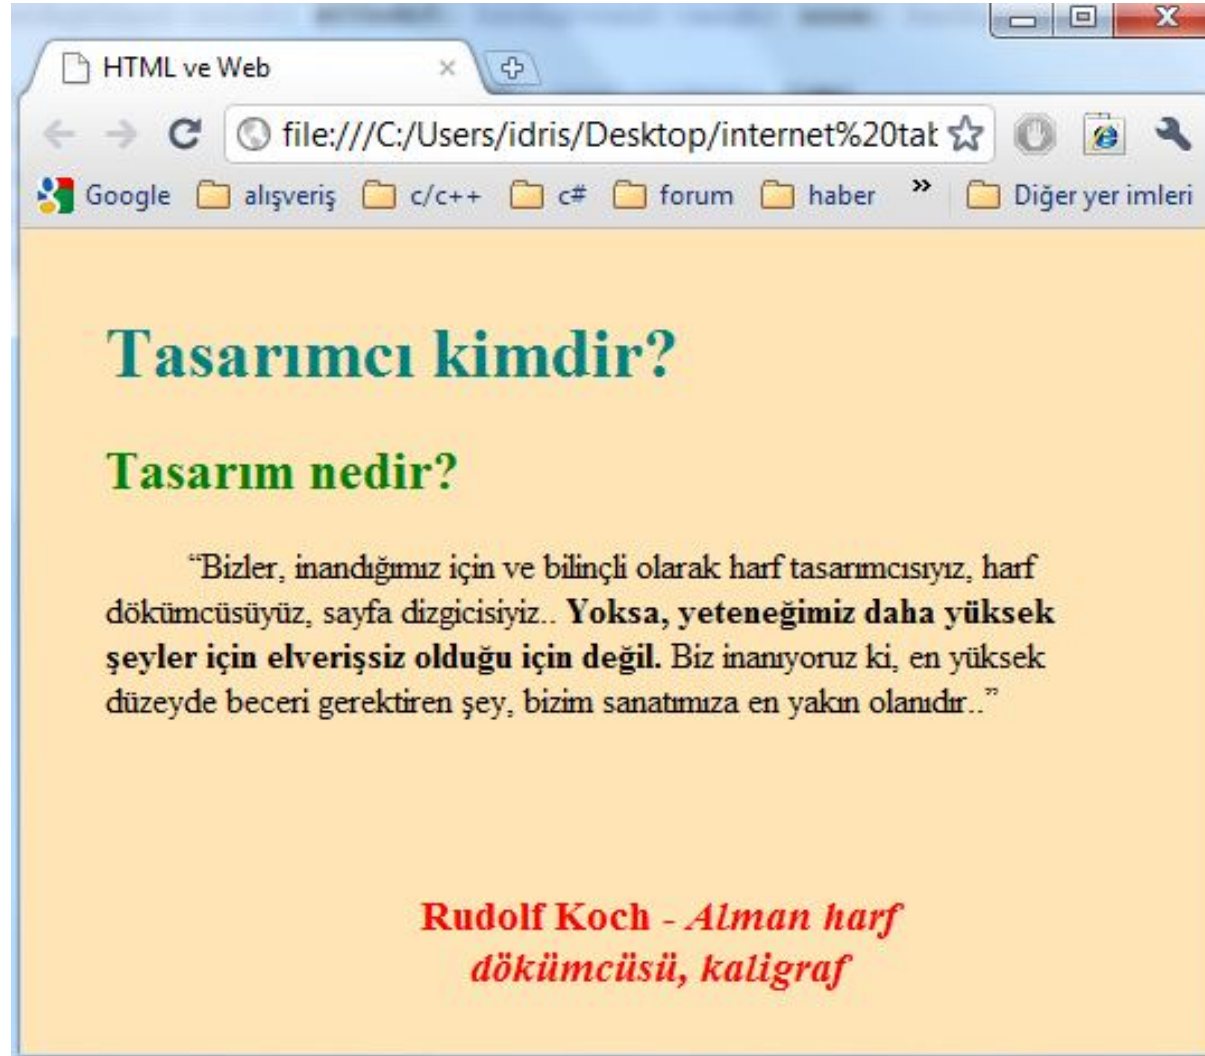 HTML ve Web
file:///C:/Users/idris/Desktop/internet%20tab
Google alışveriş c/c++ c# forum haber » Diğer yer imleri
Tasarımcı kimdir?
Tasarım nedir?
“Bizler, inandığımız için ve bilinçli olarak harf tasarımcısıyız, harf
dökümcüsüyüz, sayfa dizgicisiyiz.. Yoksa, yeteneğimiz daha yüksek
şeyler için elverişsiz olduğu için değil. Biz inanıyoruz ki, en yüksek
düzeyde beceri gerektiren şey, bizim sanatımıza en yakın olanıdır..”
Rudolf Koch - Alman harf
dökümcüsü, kaligraf